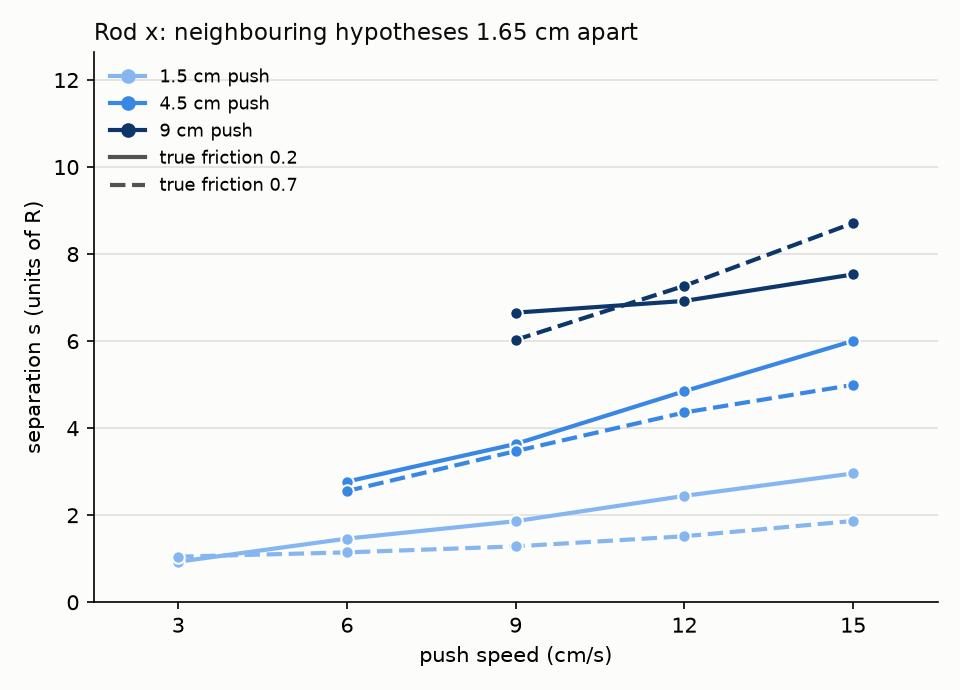 Rod x: neighbouring hypotheses 1.65 cm apart
1.5 cm push
4.5 cm push
9 cm push
true friction 0.2
true friction 0.7
separation s (units of R)
12
10
8
6
4
2
0
3 6 9 12 15
push speed (cm/s)